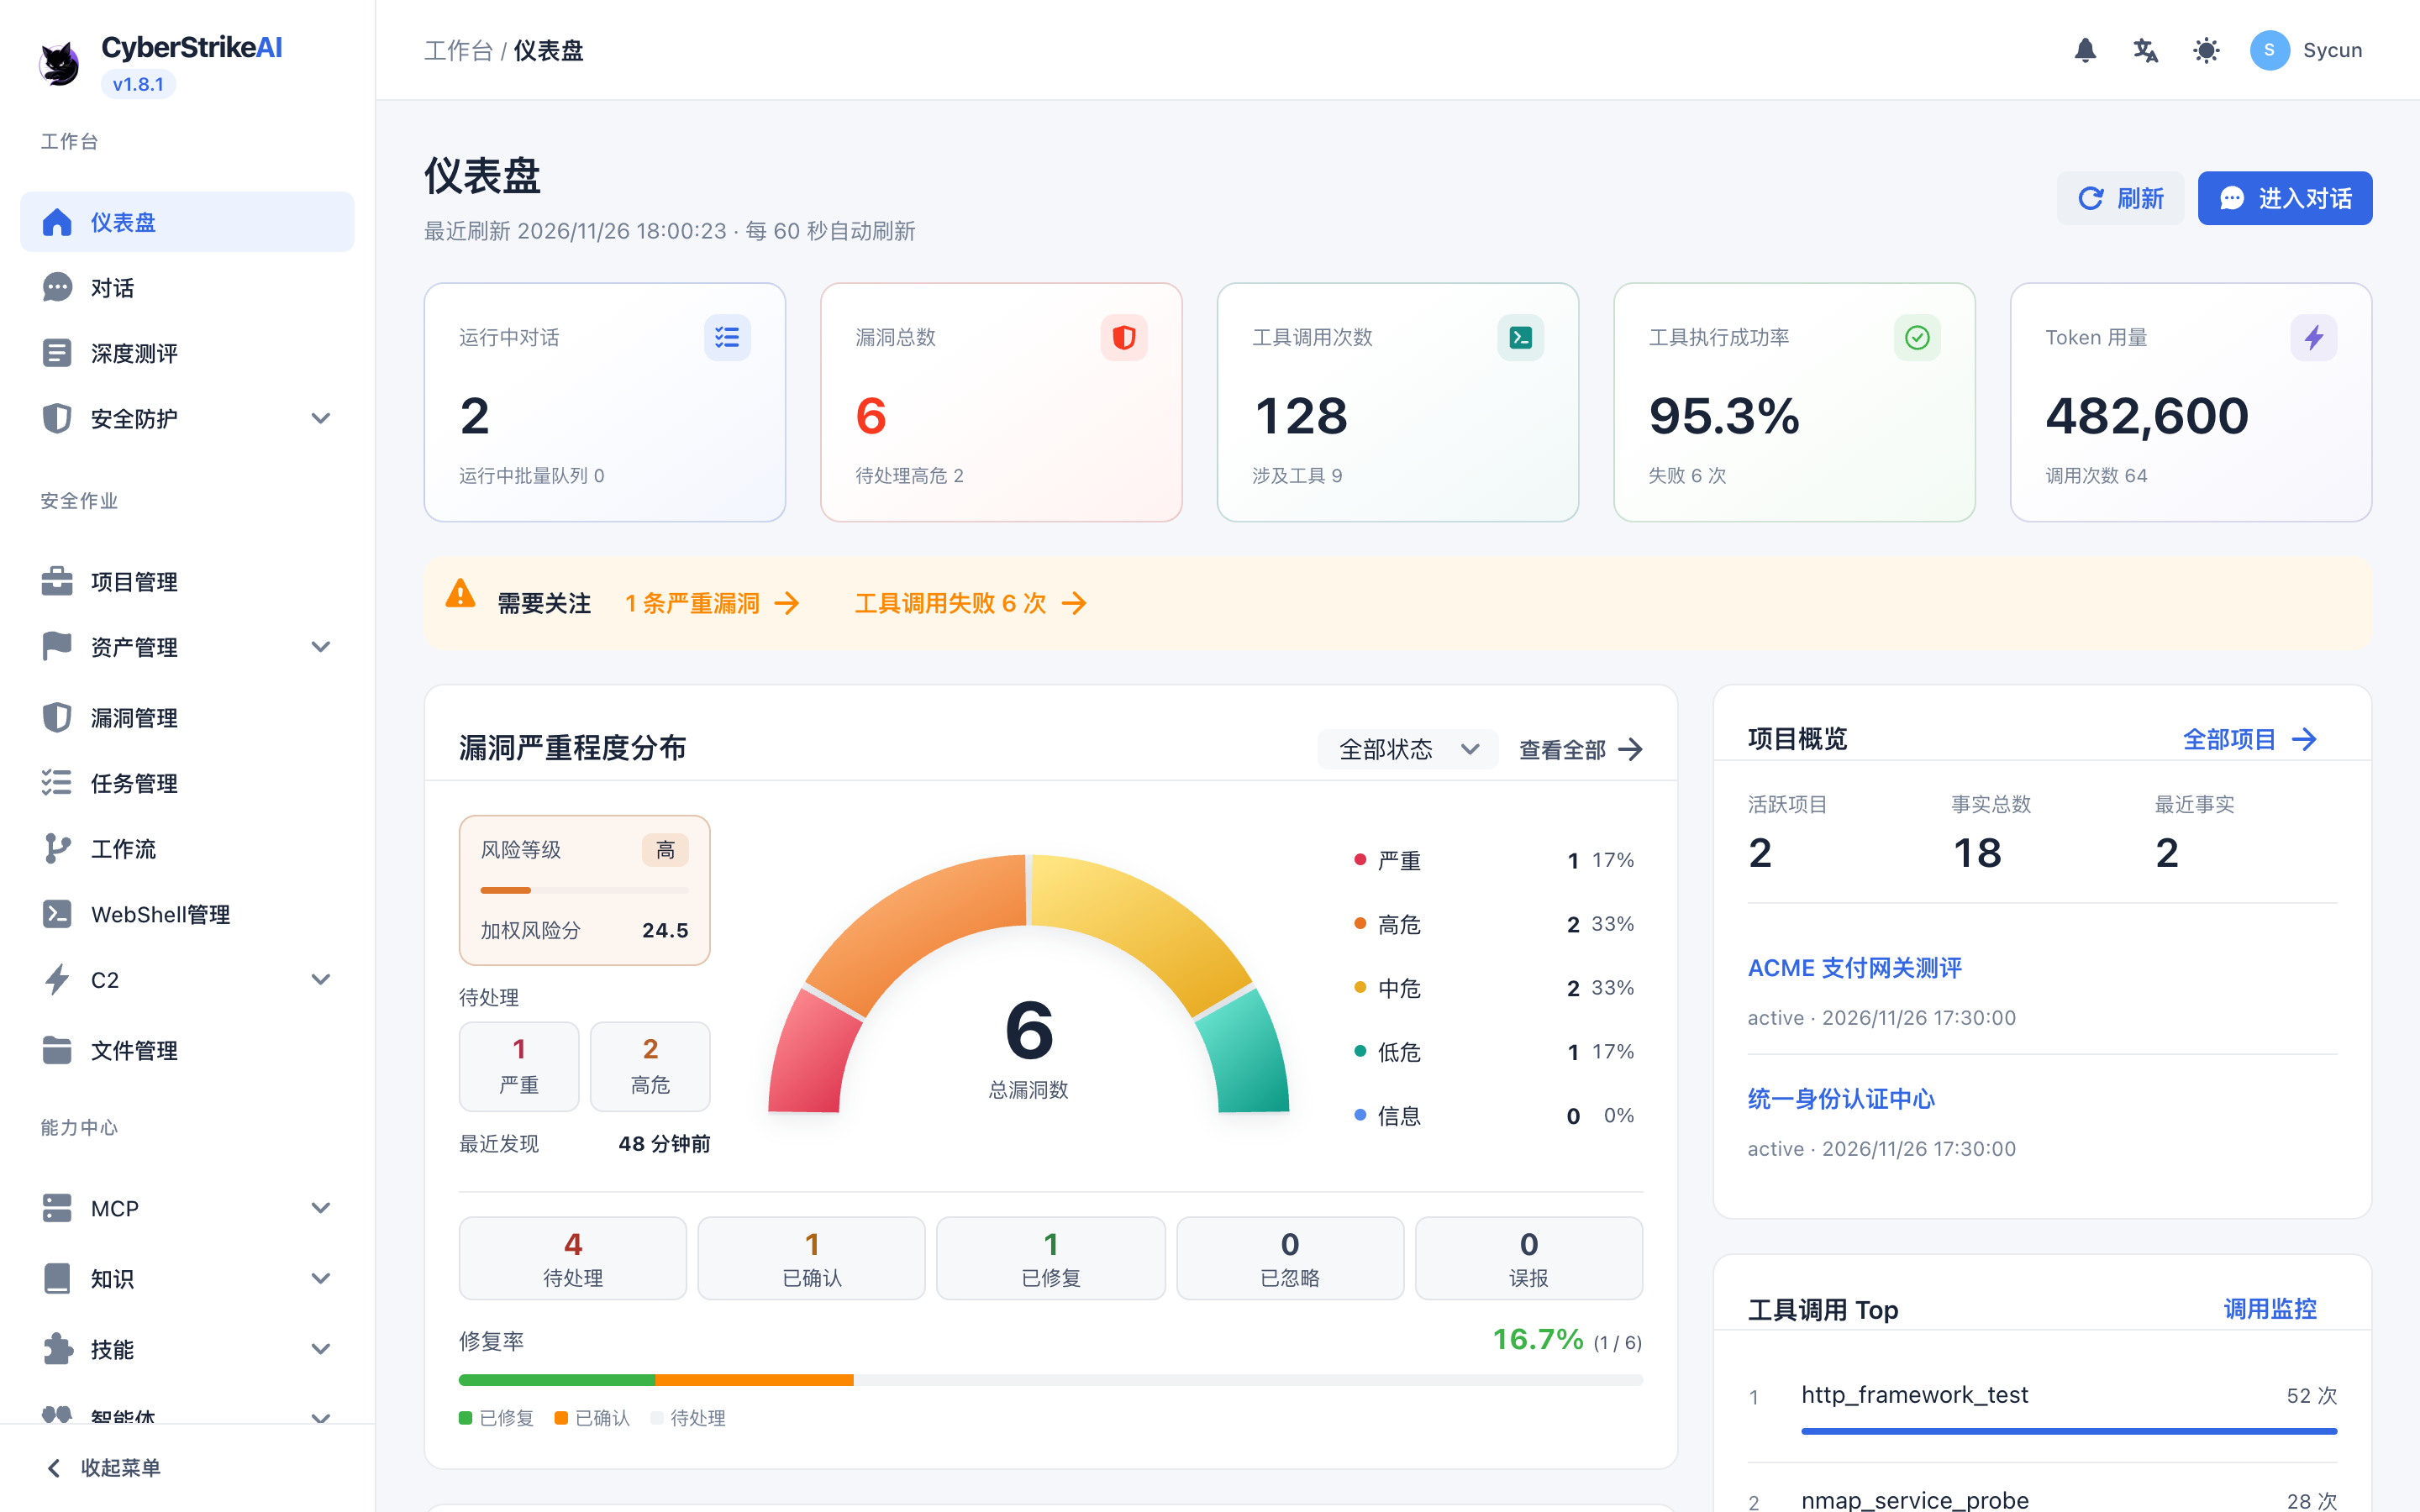 CyberStrikeAI
v1.8.1
工作台
仪表盘
对话
深度测评
安全防护
安全作业
项目管理
资产管理
漏洞管理
任务管理
工作流
WebShell管理
C2
文件管理
能力中心
MCP
知识
技能
智能体
收起菜单
工作台 / 仪表盘
S Sycun
仪表盘
最近刷新 2026/11/26 18:00:23 · 每 60 秒自动刷新
刷新
进入对话
运行中对话
2
运行中批量队列 0
漏洞总数
6
待处理高危 2
工具调用次数
128
涉及工具 9
工具执行成功率
95.3%
失败 6 次
Token 用量
482,600
调用次数 64
需要关注 1 条严重漏洞 工具调用失败 6 次
漏洞严重程度分布
全部状态
查看全部
风险等级 高
加权风险分 24.5
待处理
1
严重
2
高危
最近发现 48 分钟前
6
总漏洞数
严重 1 17%
高危 2 33%
中危 2 33%
低危 1 17%
信息 0 0%
4
待处理
1
已确认
1
已修复
0
已忽略
0
误报
修复率 16.7% (1 / 6)
已修复 已确认 待处理
项目概览 全部项目
活跃项目
2
事实总数
18
最近事实
2
ACME 支付网关测评
active · 2026/11/26 17:30:00
统一身份认证中心
active · 2026/11/26 17:30:00
工具调用 Top 调用监控
1 http_framework_test 52 次
2 nmap_service_probe 28 次